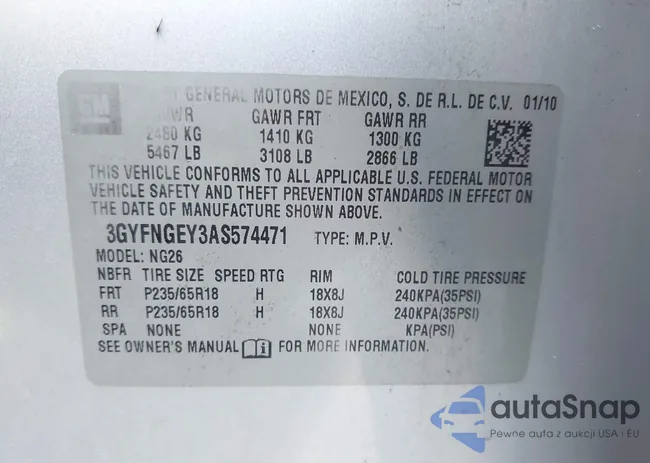 GM
GENERAL MOTORS DE MEXICO, S. DE R.L. DE C.V. 01/10
GAWR FRT GAWR RR
2480 KG 1410 KG 1300 KG
5467 LB 3108 LB 2866 LB
THIS VEHICLE CONFORMS TO ALL APPLICABLE U.S. FEDERAL MOTOR
VEHICLE SAFETY AND THEFT PREVENTION STANDARDS IN EFFECT ON
THE DATE OF MANUFACTURE SHOWN ABOVE.
3GYFNGEY3AS574471 TYPE: M.P.V.
MODEL: NG26
NBFR TIRE SIZE SPEED RTG RIM COLD TIRE PRESSURE
FRT P235/65R18 H 18X8J 240KPA(35PSI)
RR P235/65R18 H 18X8J 240KPA(35PSI)
SPA NONE NONE KPA(PSI)
SEE OWNER'S MANUAL FOR MORE INFORMATION.
autaSnap
Pewne auta z aukcji USA i EU